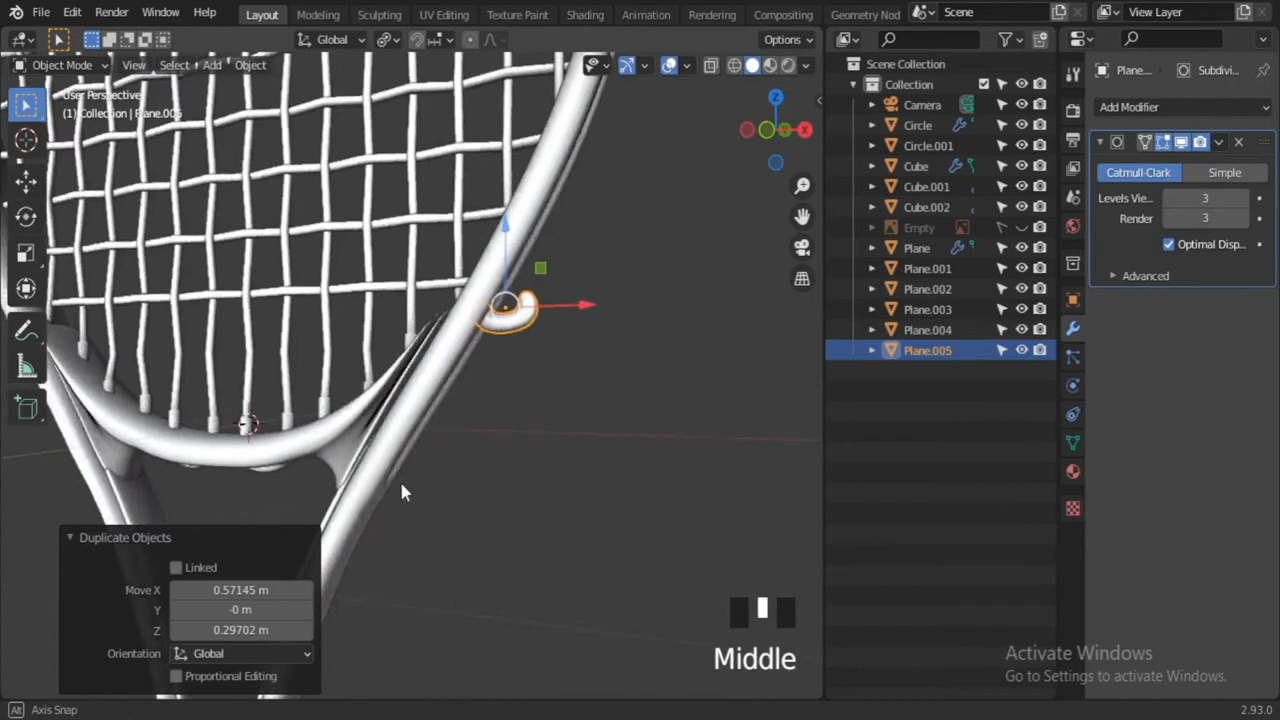 File Edit Render Window Help Layout Modeling Sculpting UV Editing Texture Paint Shading Animation Rendering Compositing Geometry Nod Scene View Layer
Global Options
Object Mode View Select Add Object
User Perspective
(1) Collection | Plane.005
Z
X
Scene Collection
Collection
Camera
Circle
Circle.001
Cube
Cube.001
Cube.002
Empty
Plane
Plane.001
Plane.002
Plane.003
Plane.004
Plane.005
Plane... Subdivi...
Add Modifier
Catmull-Clark Simple
Levels Vie... 3
Render 3
Optimal Disp...
Advanced
Duplicate Objects
Linked
Move X 0.57145 m
Y -0 m
Z 0.29702 m
Orientation Global
Proportional Editing
Middle
Activate Windows
Go to Settings to activate Windows.
Alt Axis Snap 2.93.0